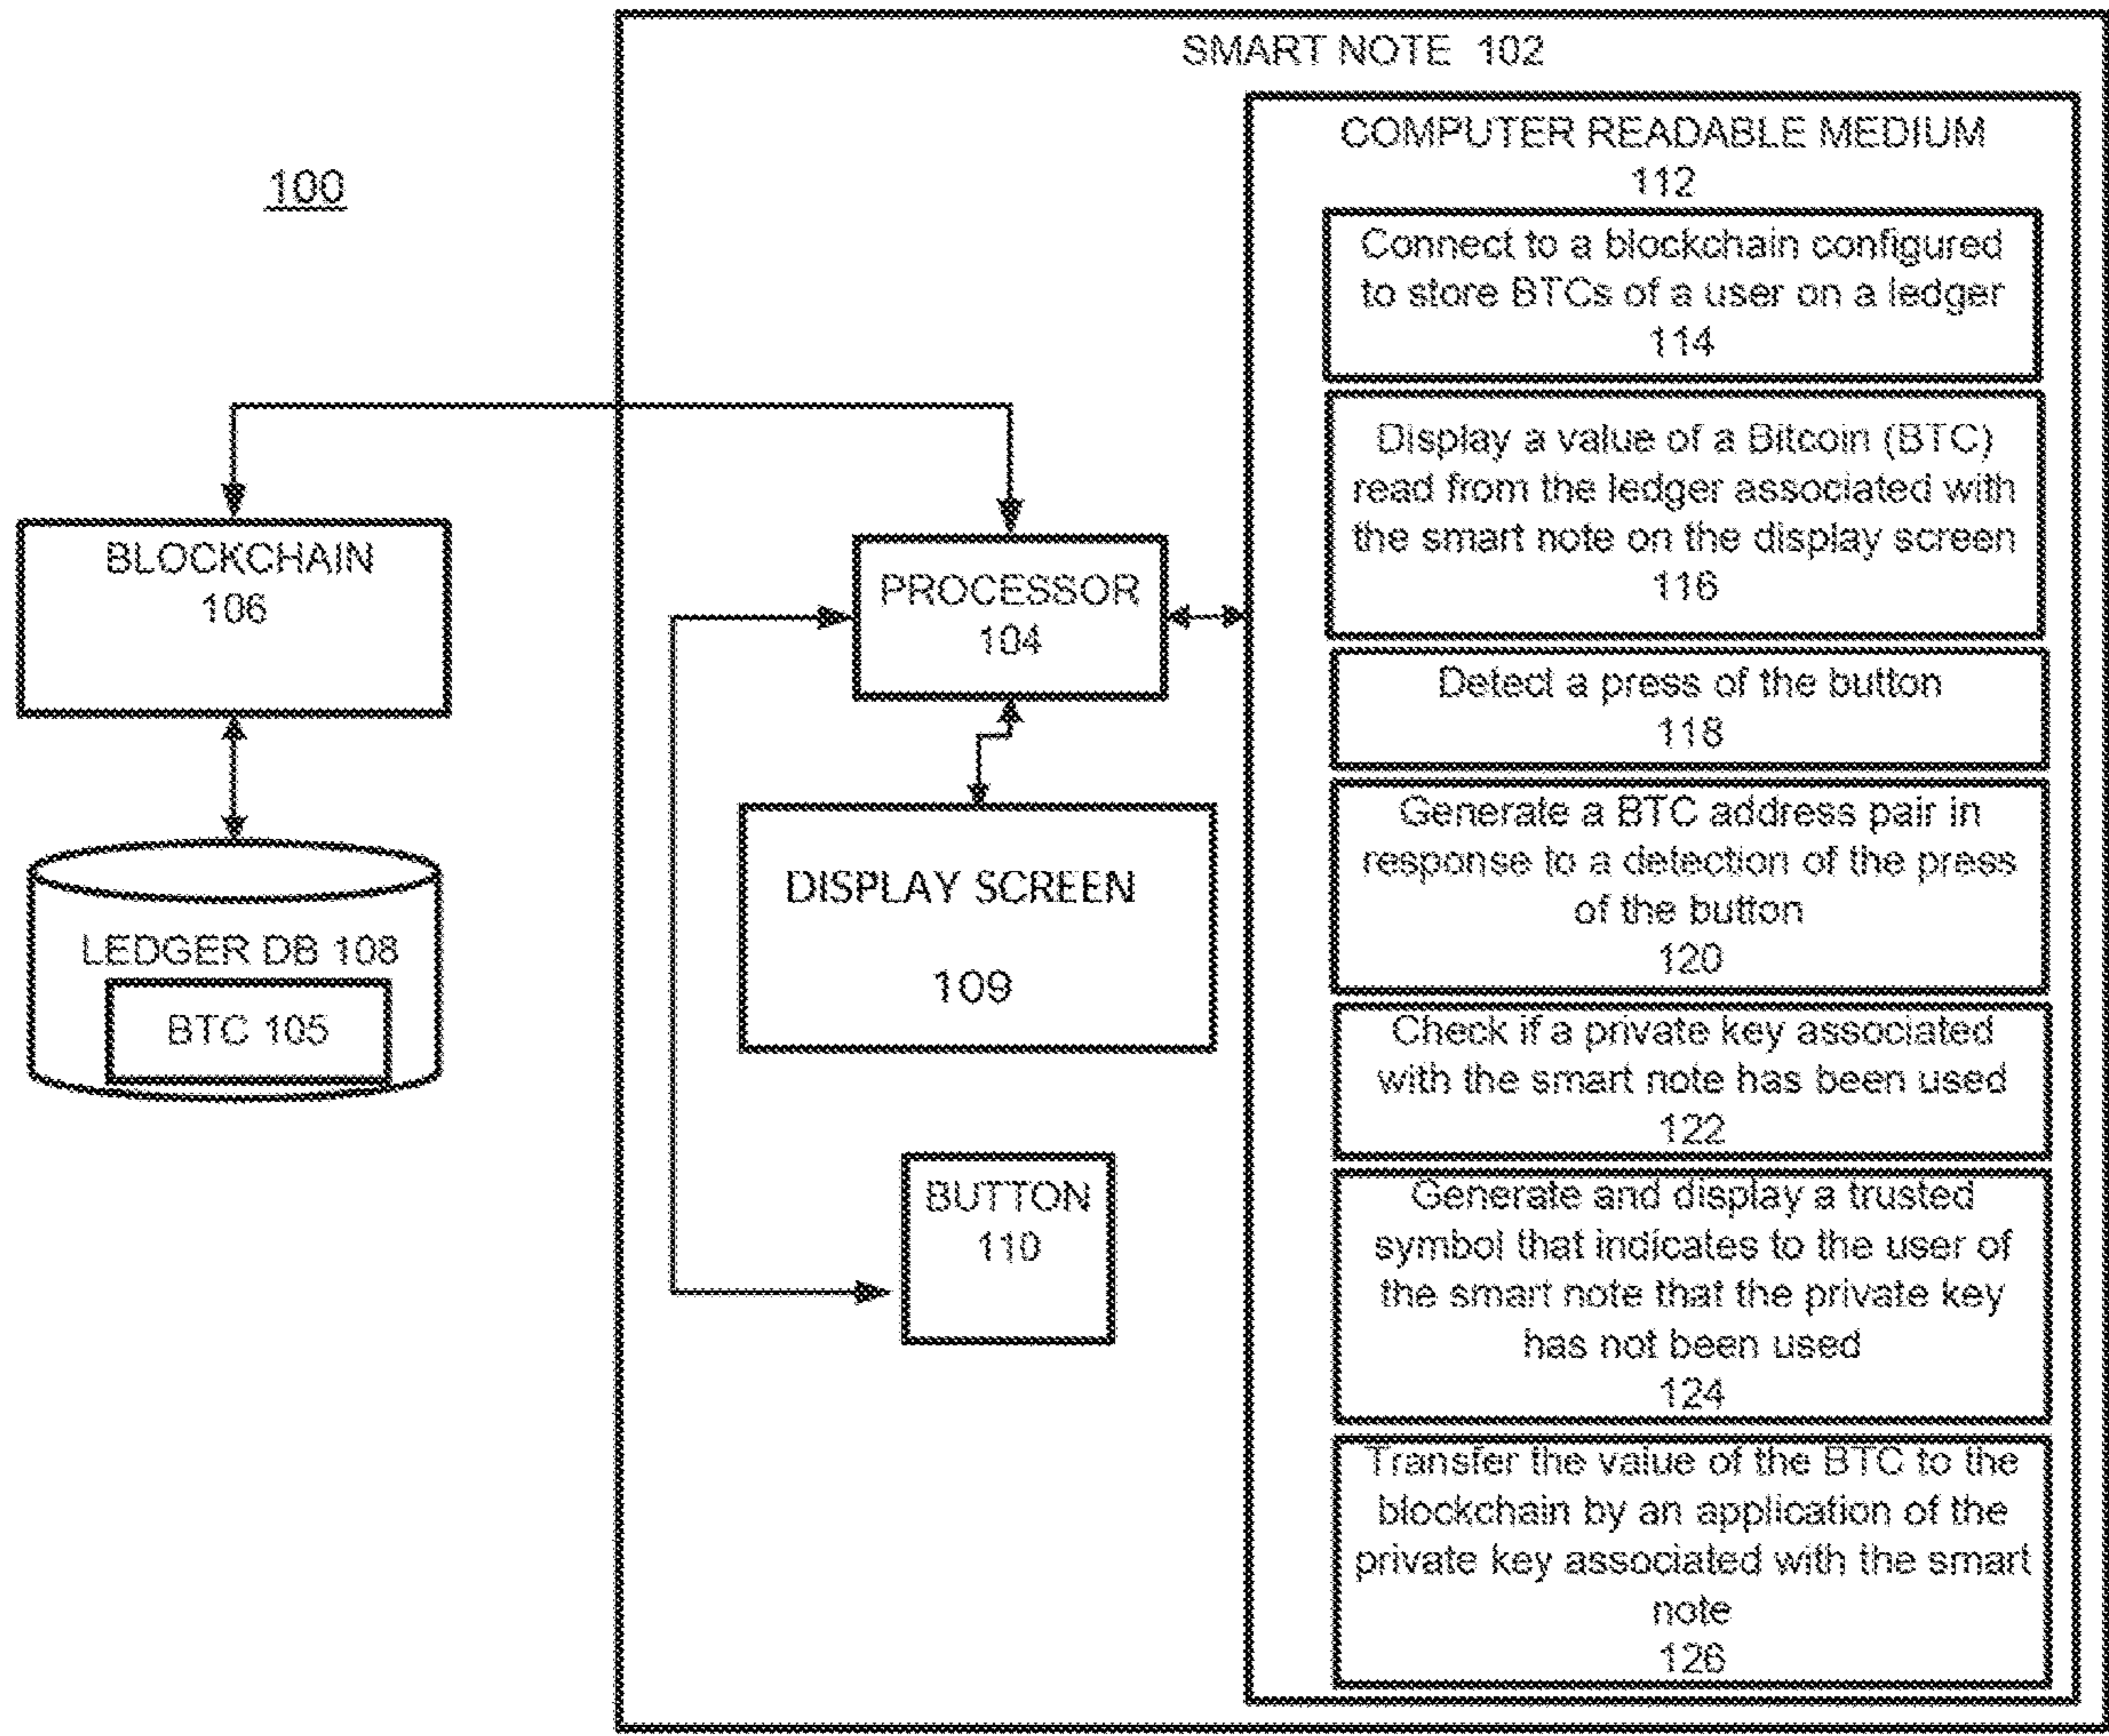 SMART NOTE 102
100
COMPUTER READABLE MEDIUM
112
Connect to a blockchain configured
to store BTCs of a user on a ledger
114
Display a value of a Bitcoin (BTC)
read from the ledger associated with
the smart note on the display screen
116
Detect a press of the button
118
Generate a BTC address pair in
response to a detection of the press
of the button
120
Check if a private key associated
with the smart note has been used
122
Generate and display a trusted
symbol that indicates to the user of
the smart note that the private key
has not been used
124
Transfer the value of the BTC to the
blockchain by an application of the
private key associated with the smart
note
126
BLOCKCHAIN
106
PROCESSOR
104
LEDGER DB 108
BTC 105
DISPLAY SCREEN
109
BUTTON
110